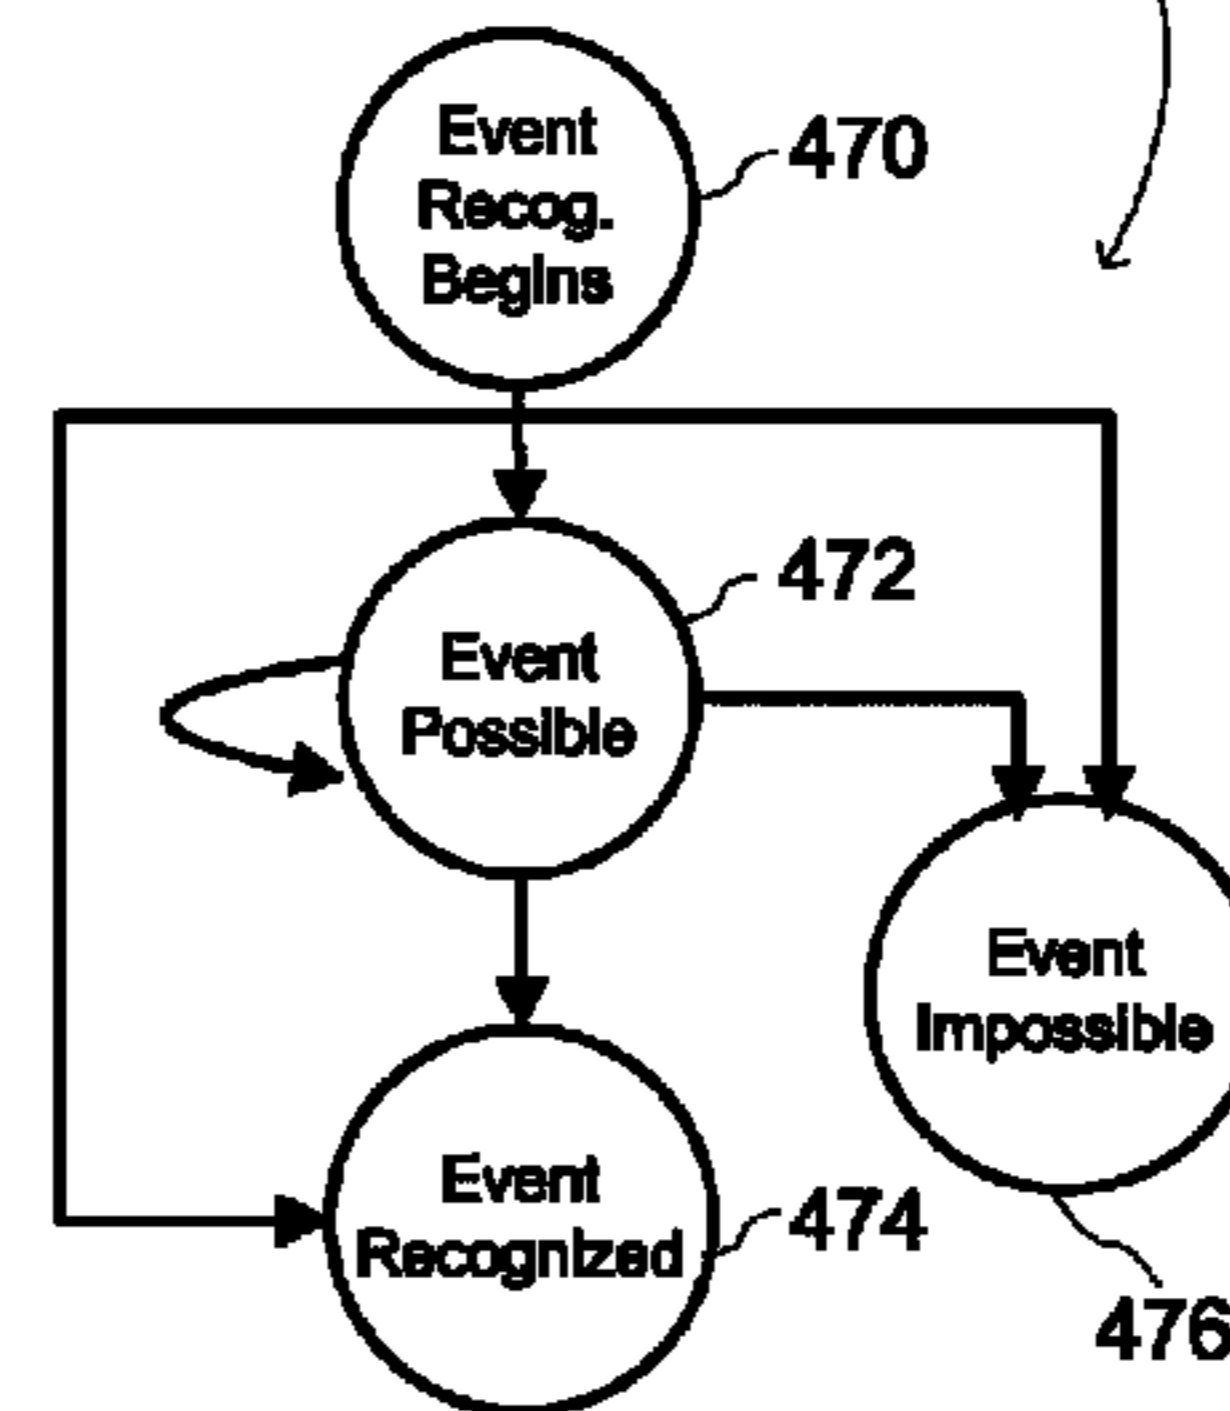 Event
Recog.
Begins
470
472
Event
Possible
Event
Impossible
Event
Recognized
474
476